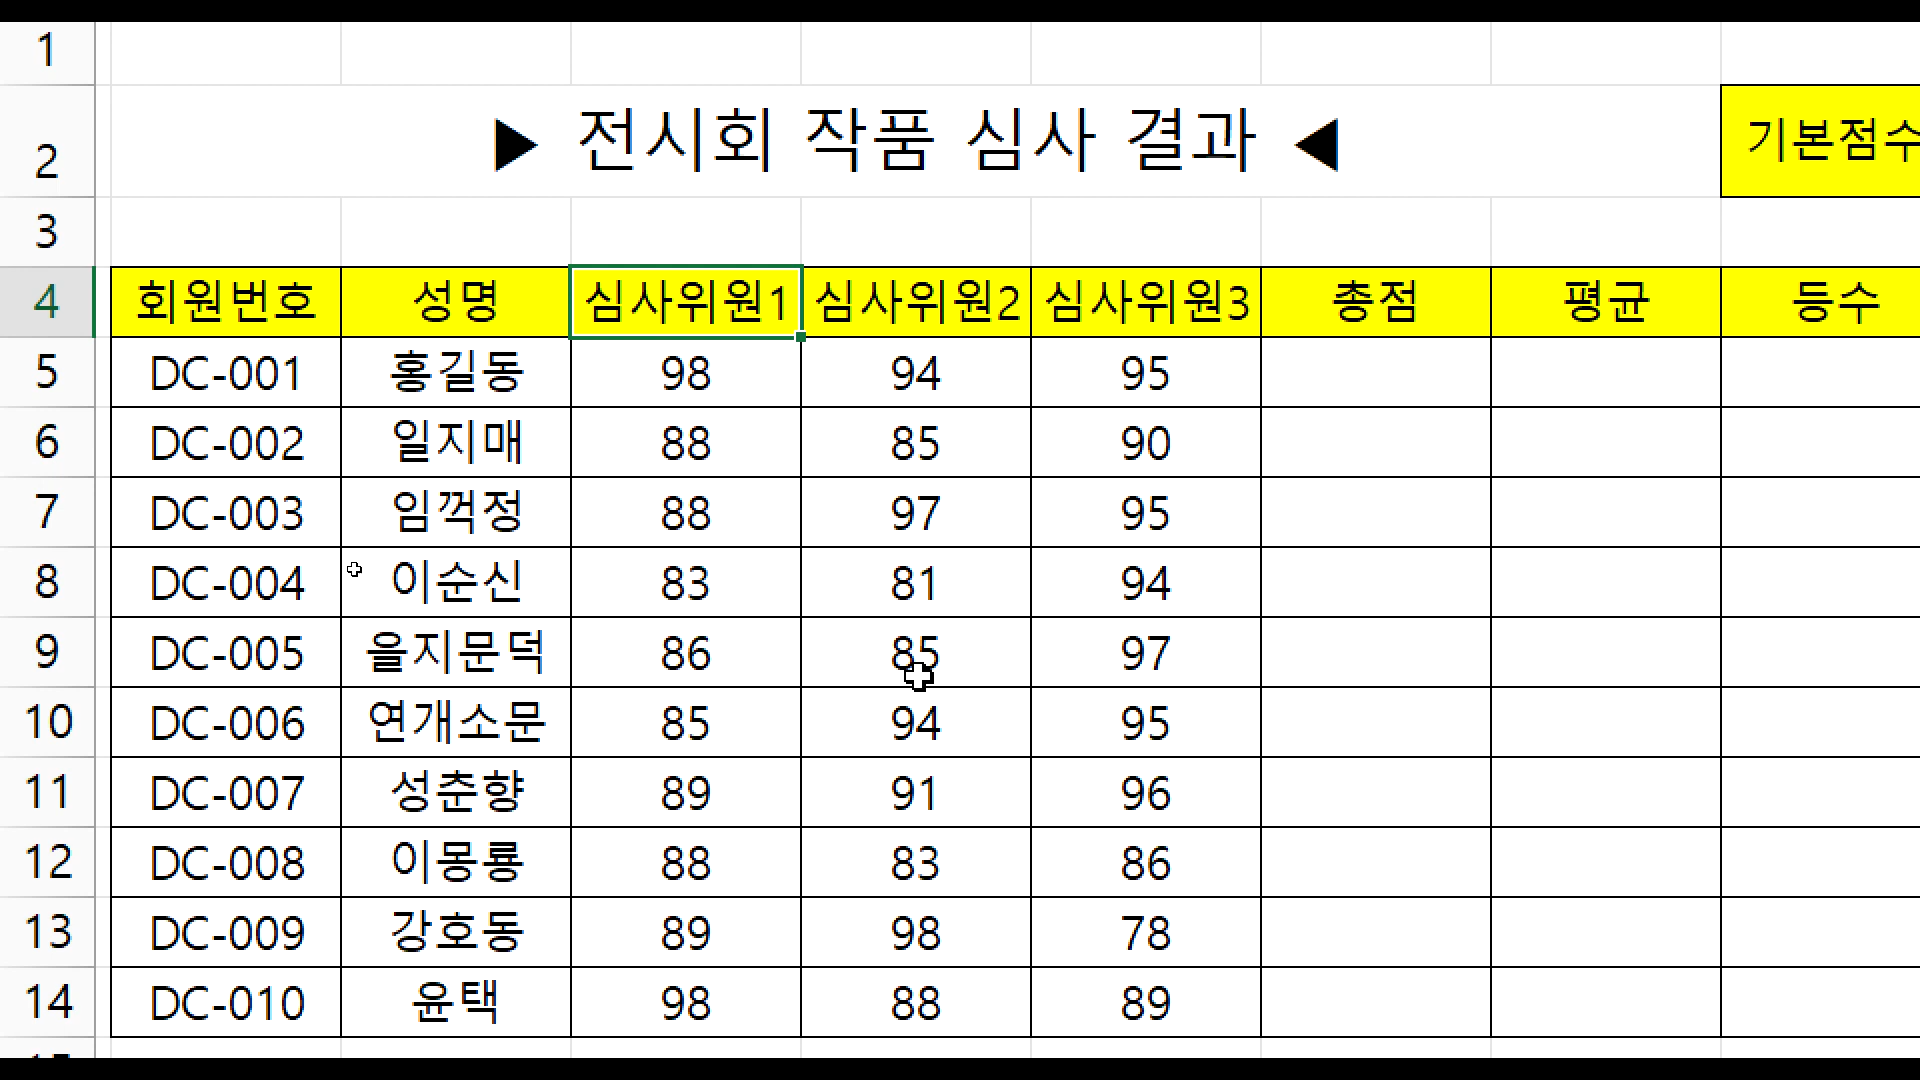 1
2 ▶ 전시회 작품 심사 결과 ◀ 기본점수
3
4 회원번호 성명 심사위원1 심사위원2 심사위원3 총점 평균 등수
5 DC-001 홍길동 98 94 95
6 DC-002 일지매 88 85 90
7 DC-003 임꺽정 88 97 95
8 DC-004 이순신 83 81 94
9 DC-005 을지문덕 86 85 97
10 DC-006 연개소문 85 94 95
11 DC-007 성춘향 89 91 96
12 DC-008 이몽룡 88 83 86
13 DC-009 강호동 89 98 78
14 DC-010 윤택 98 88 89